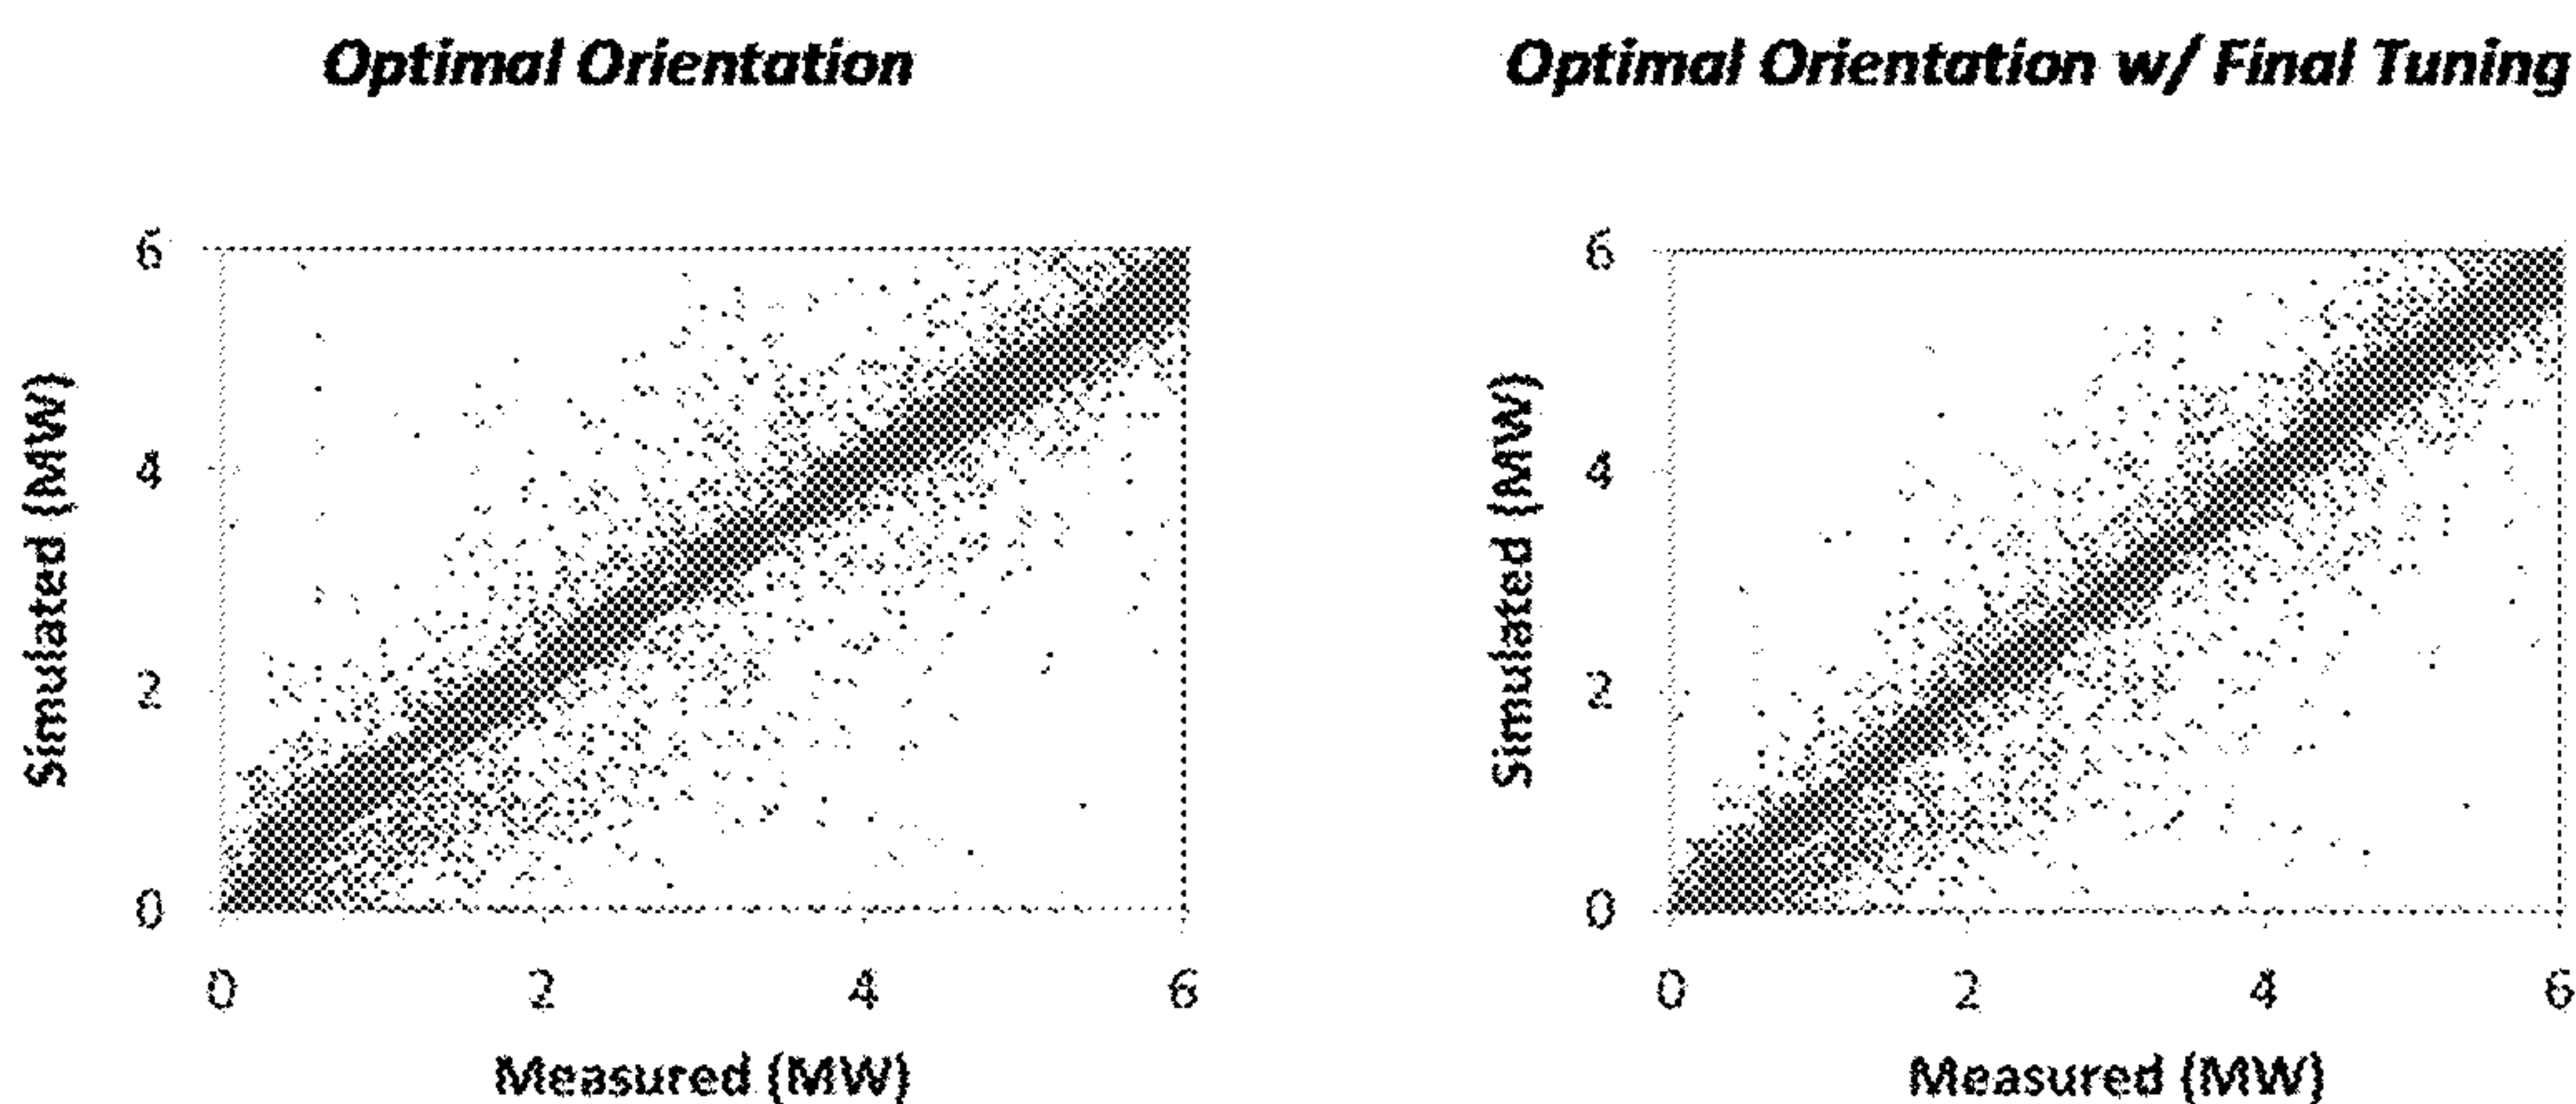 Optimal Orientation
Optimal Orientation w/ Final Tuning
Simulated (MW)
6
4
2
0
0 2 4 6
Measured (MW)
Simulated (MW)
6
4
2
0
0 2 4 6
Measured (MW)